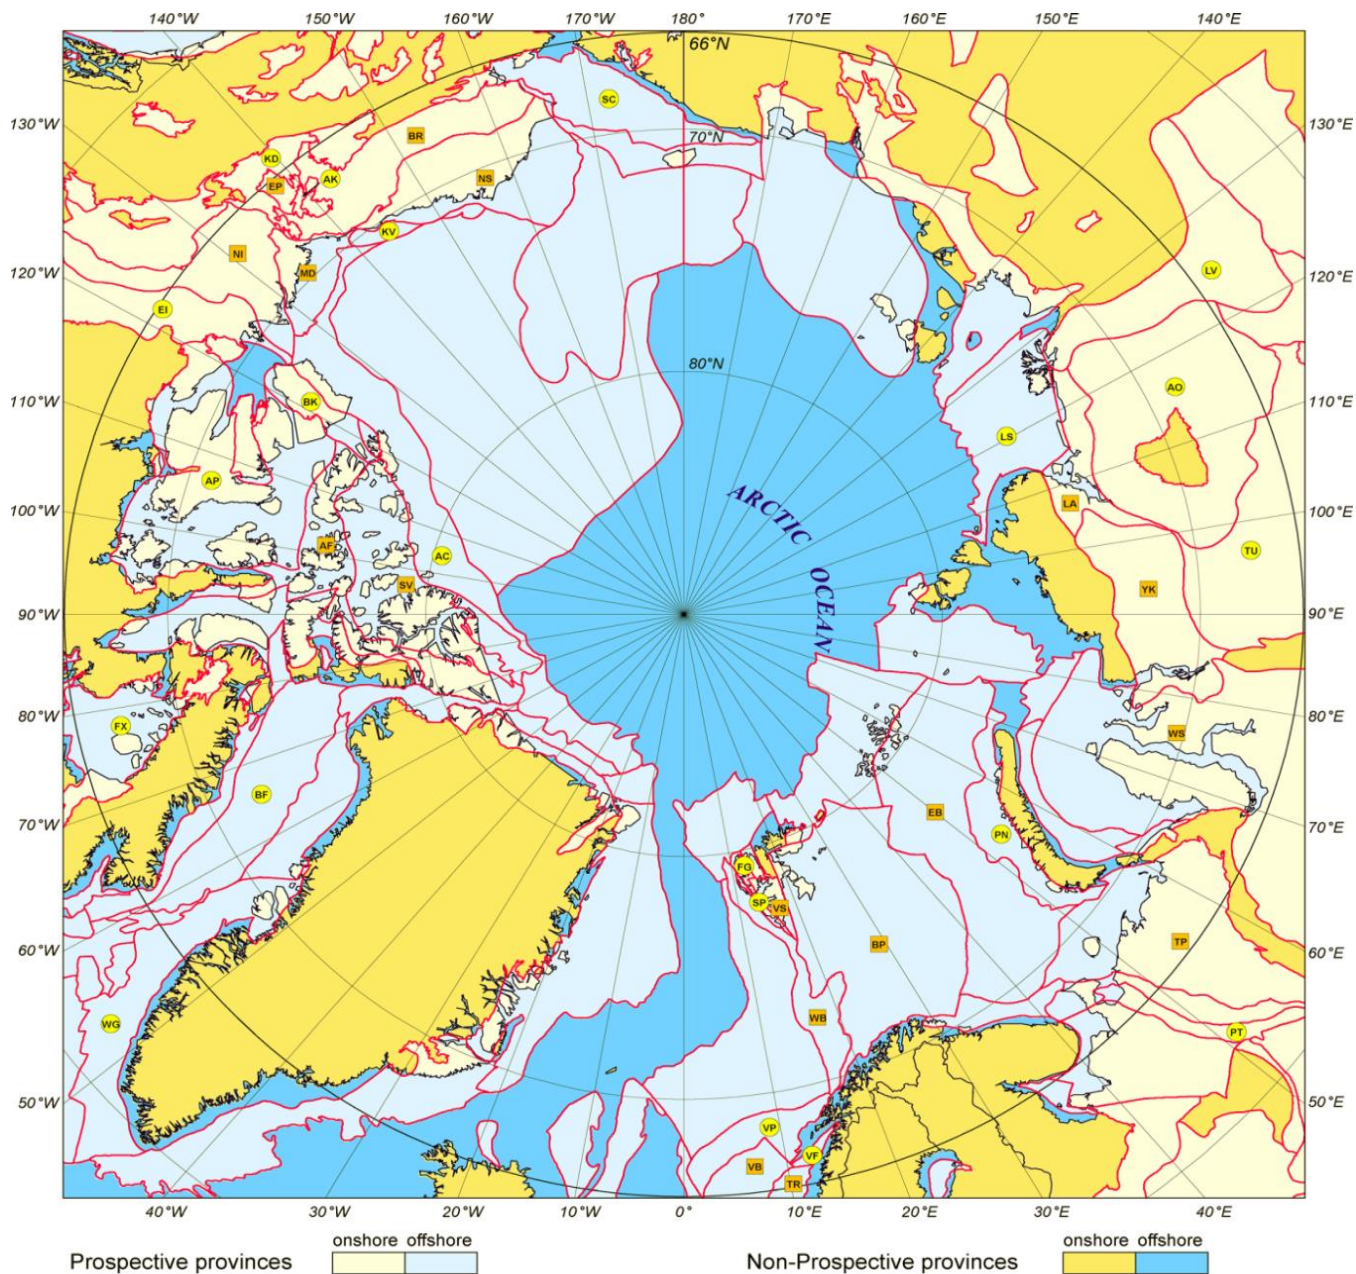 140°W 150°W 160°W 170°W 180° 170°E 160°E 150°E 140°E
66°N
SC
130°W 130°E
BR
70°N
KD
EP AK NS
KV
NI
MD
LV
120°W 120°E
EI
80°N
AO
110°W 110°E
BK
LS
AP
ARCTIC
OCEAN
LA
100°W 100°E
AF
AC
TU
SV
YK
90°W 90°E
80°W 80°E
FX
WS
BF
EB
PN
70°W 70°E
FG
SP VS
BP
TP
60°W 60°E
WB
WG
PT
50°W 50°E
VP
VF
VB
TR
40°W 30°W 20°W 10°W 0° 10°E 20°E 30°E 40°E
onshore offshore onshore offshore
Prospective provinces Non-Prospective provinces